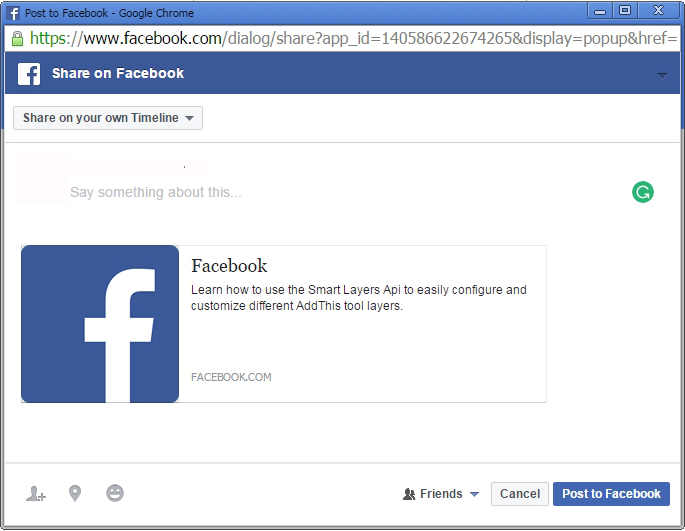 Post to Facebook - Google Chrome
https://www.facebook.com/dialog/share?app_id=140586622674265&display=popup&href=
Share on Facebook
Share on your own Timeline
Say something about this...
Facebook
Learn how to use the Smart Layers Api to easily configure and
customize different AddThis tool layers.
FACEBOOK.COM
Friends Cancel Post to Facebook